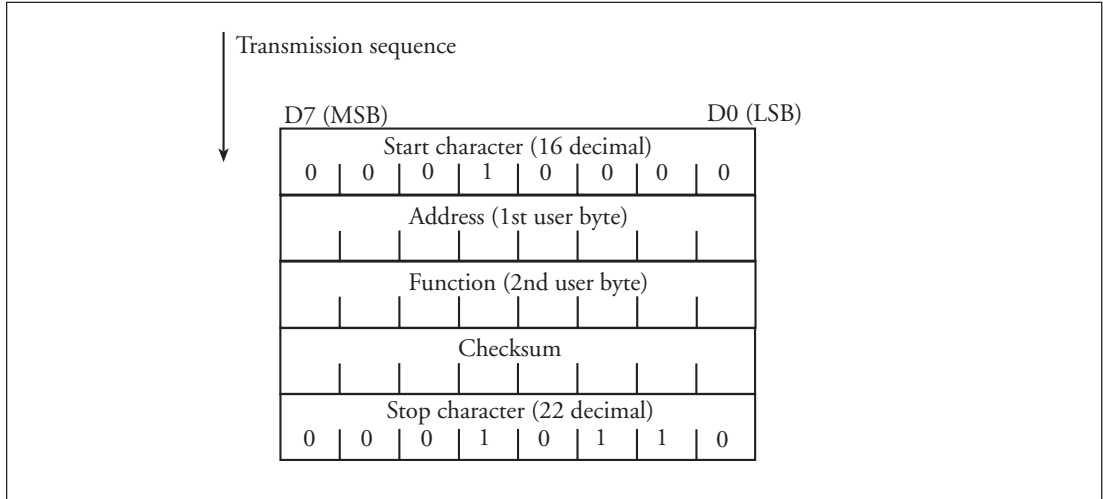 Transmission sequence
D7 (MSB) D0 (LSB)
Start character (16 decimal)
0 0 0 1 0 0 0 0
Address (1st user byte)
Function (2nd user byte)
Checksum
Stop character (22 decimal)
0 0 0 1 0 1 1 0